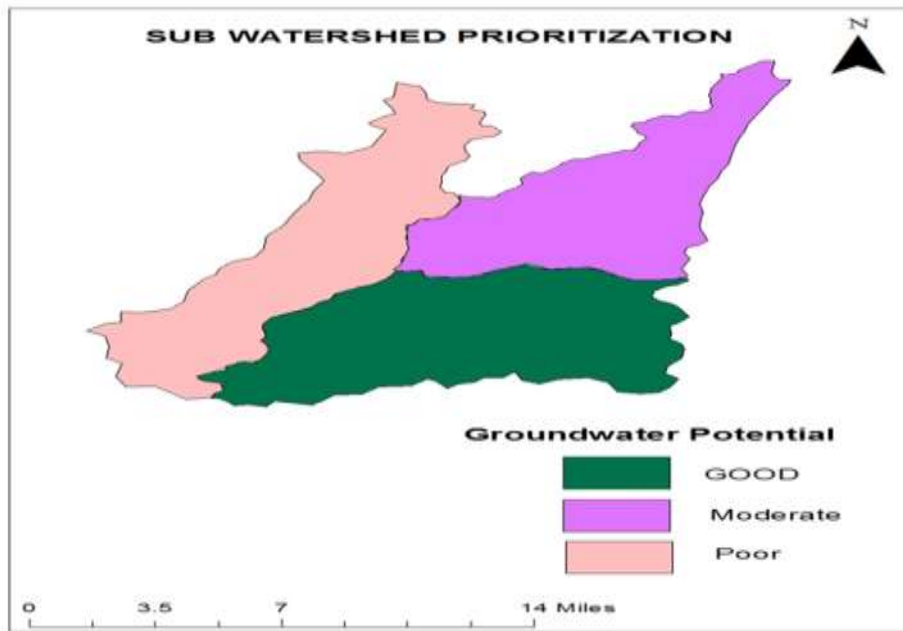 SUB WATERSHED PRIORITIZATION
N
Groundwater Potential
GOOD
Moderate
Poor
0 3.5 7 14 Miles